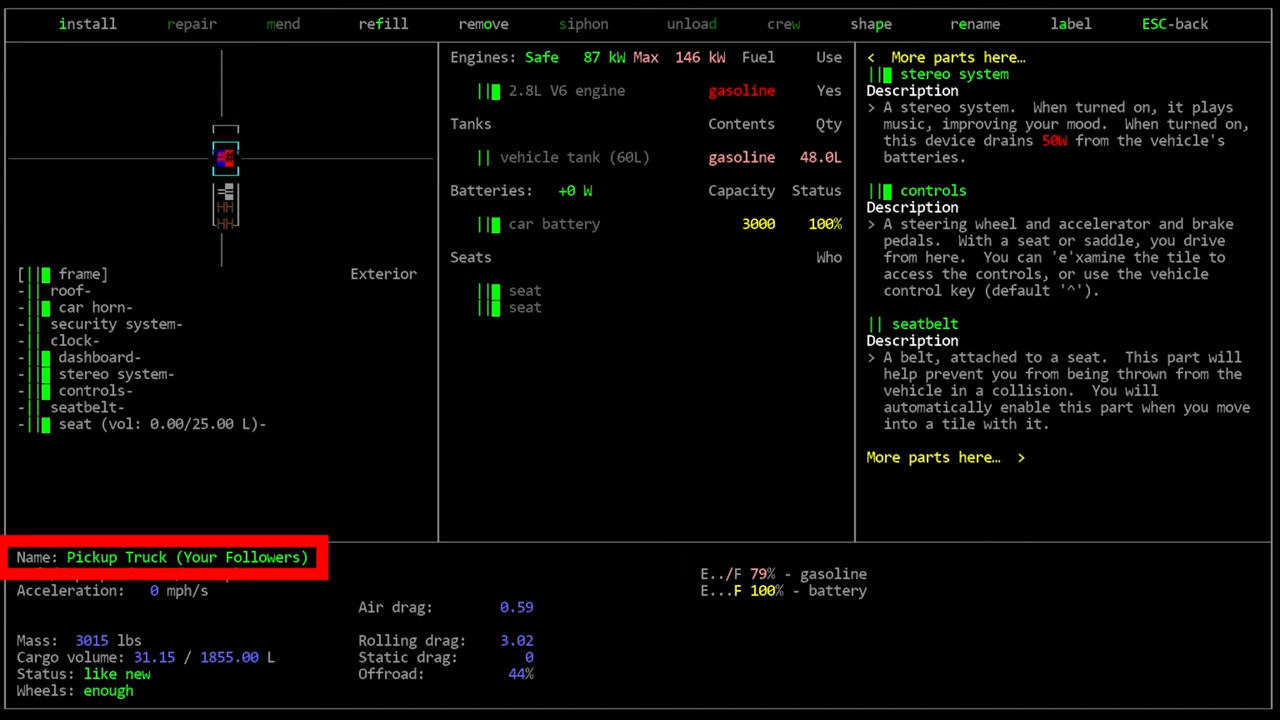 install repair mend refill remove siphon unload crew shape rename label ESC-back
Engines: Safe 87 kW Max 146 kW Fuel Use
2.8L V6 engine gasoline Yes
Tanks Contents Qty
vehicle tank (60L) gasoline 48.0L
Batteries: +0 W Capacity Status
car battery 3000 100%
Seats Who
seat
seat
< More parts here…
stereo system
Description
> A stereo system. When turned on, it plays
music, improving your mood. When turned on,
this device drains 50W from the vehicle's
batteries.
controls
Description
> A steering wheel and accelerator and brake
pedals. With a seat or saddle, you drive
from here. You can 'e'xamine the tile to
access the controls, or use the vehicle
control key (default '^').
seatbelt
Description
> A belt, attached to a seat. This part will
help prevent you from being thrown from the
vehicle in a collision. You will
automatically enable this part when you move
into a tile with it.
More parts here… >
[ frame] Exterior
- roof-
- car horn-
- security system-
- clock-
- dashboard-
- stereo system-
- controls-
- seatbelt-
- seat (vol: 0.00/25.00 L)-
Name: Pickup Truck (Your Followers)
Acceleration: 0 mph/s
Mass: 3015 lbs
Cargo volume: 31.15 / 1855.00 L
Status: like new
Wheels: enough
Air drag: 0.59
Rolling drag: 3.02
Static drag: 0
Offroad: 44%
E../F 79% - gasoline
E...F 100% - battery